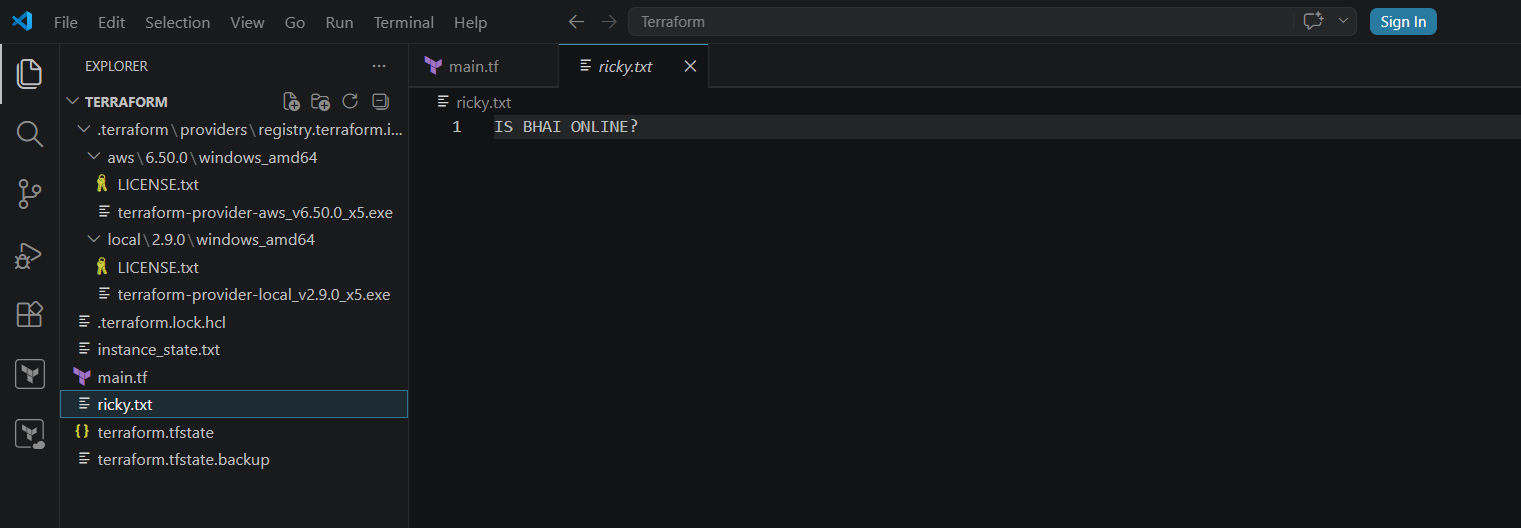 File Edit Selection View Go Run Terminal Help
Terraform
Sign In
EXPLORER
TERRAFORM
.terraform\providers\registry.terraform.i...
aws\6.50.0\windows_amd64
LICENSE.txt
terraform-provider-aws_v6.50.0_x5.exe
local\2.9.0\windows_amd64
LICENSE.txt
terraform-provider-local_v2.9.0_x5.exe
.terraform.lock.hcl
instance_state.txt
main.tf
ricky.txt
terraform.tfstate
terraform.tfstate.backup
main.tf
ricky.txt
ricky.txt
1 IS BHAI ONLINE?